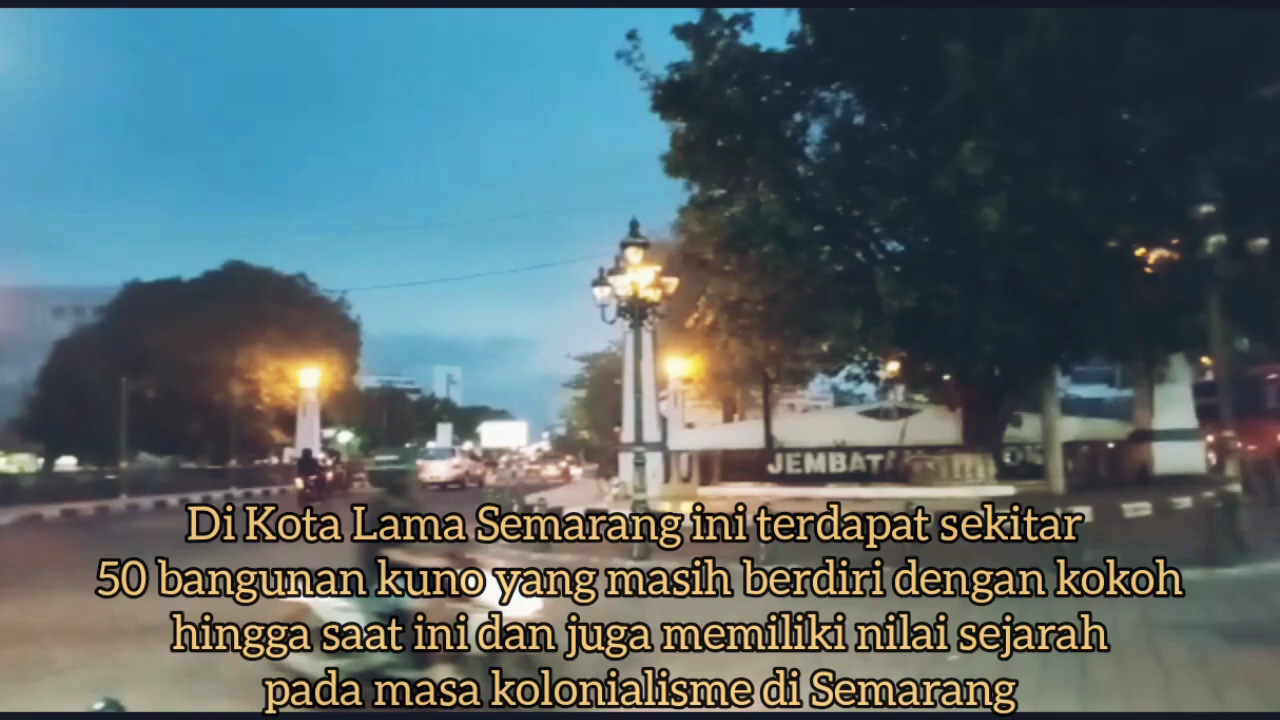 JEMBATAN
Di Kota Lama Semarang ini terdapat sekitar
50 bangunan kuno yang masih berdiri dengan kokoh
hingga saat ini dan juga memiliki nilai sejarah
pada masa kolonialisme di Semarang